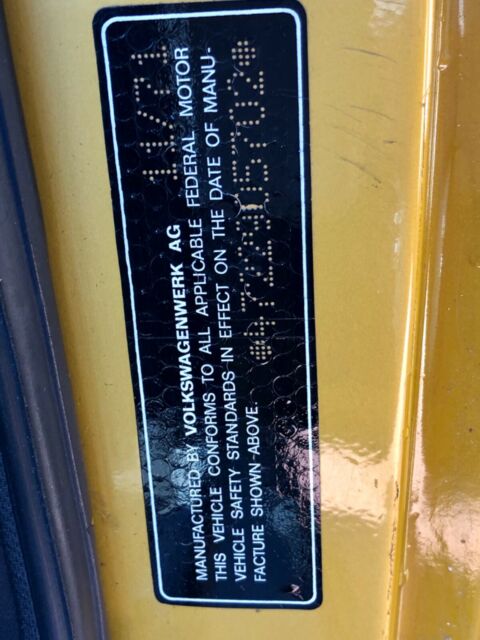 MANUFACTURED BY VOLKSWAGENWERK AG 11/71
THIS VEHICLE CONFORMS TO ALL APPLICABLE FEDERAL MOTOR
VEHICLE SAFETY STANDARDS IN EFFECT ON THE DATE OF MANU-
FACTURE SHOWN ABOVE. 4722905702